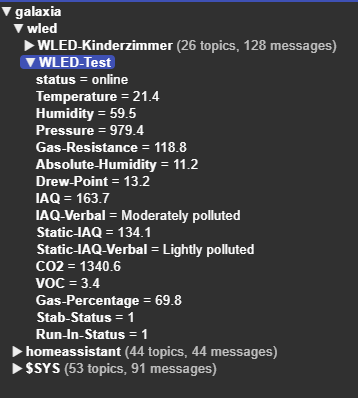 ▼ galaxia
▼ wled
▶ WLED-Kinderzimmer (26 topics, 128 messages)
▼ WLED-Test
status = online
Temperature = 21.4
Humidity = 59.5
Pressure = 979.4
Gas-Resistance = 118.8
Absolute-Humidity = 11.2
Drew-Point = 13.2
IAQ = 163.7
IAQ-Verbal = Moderately polluted
Static-IAQ = 134.1
Static-IAQ-Verbal = Lightly polluted
CO2 = 1340.6
VOC = 3.4
Gas-Percentage = 69.8
Stab-Status = 1
Run-In-Status = 1
▶ homeassistant (44 topics, 44 messages)
▶ $SYS (53 topics, 91 messages)